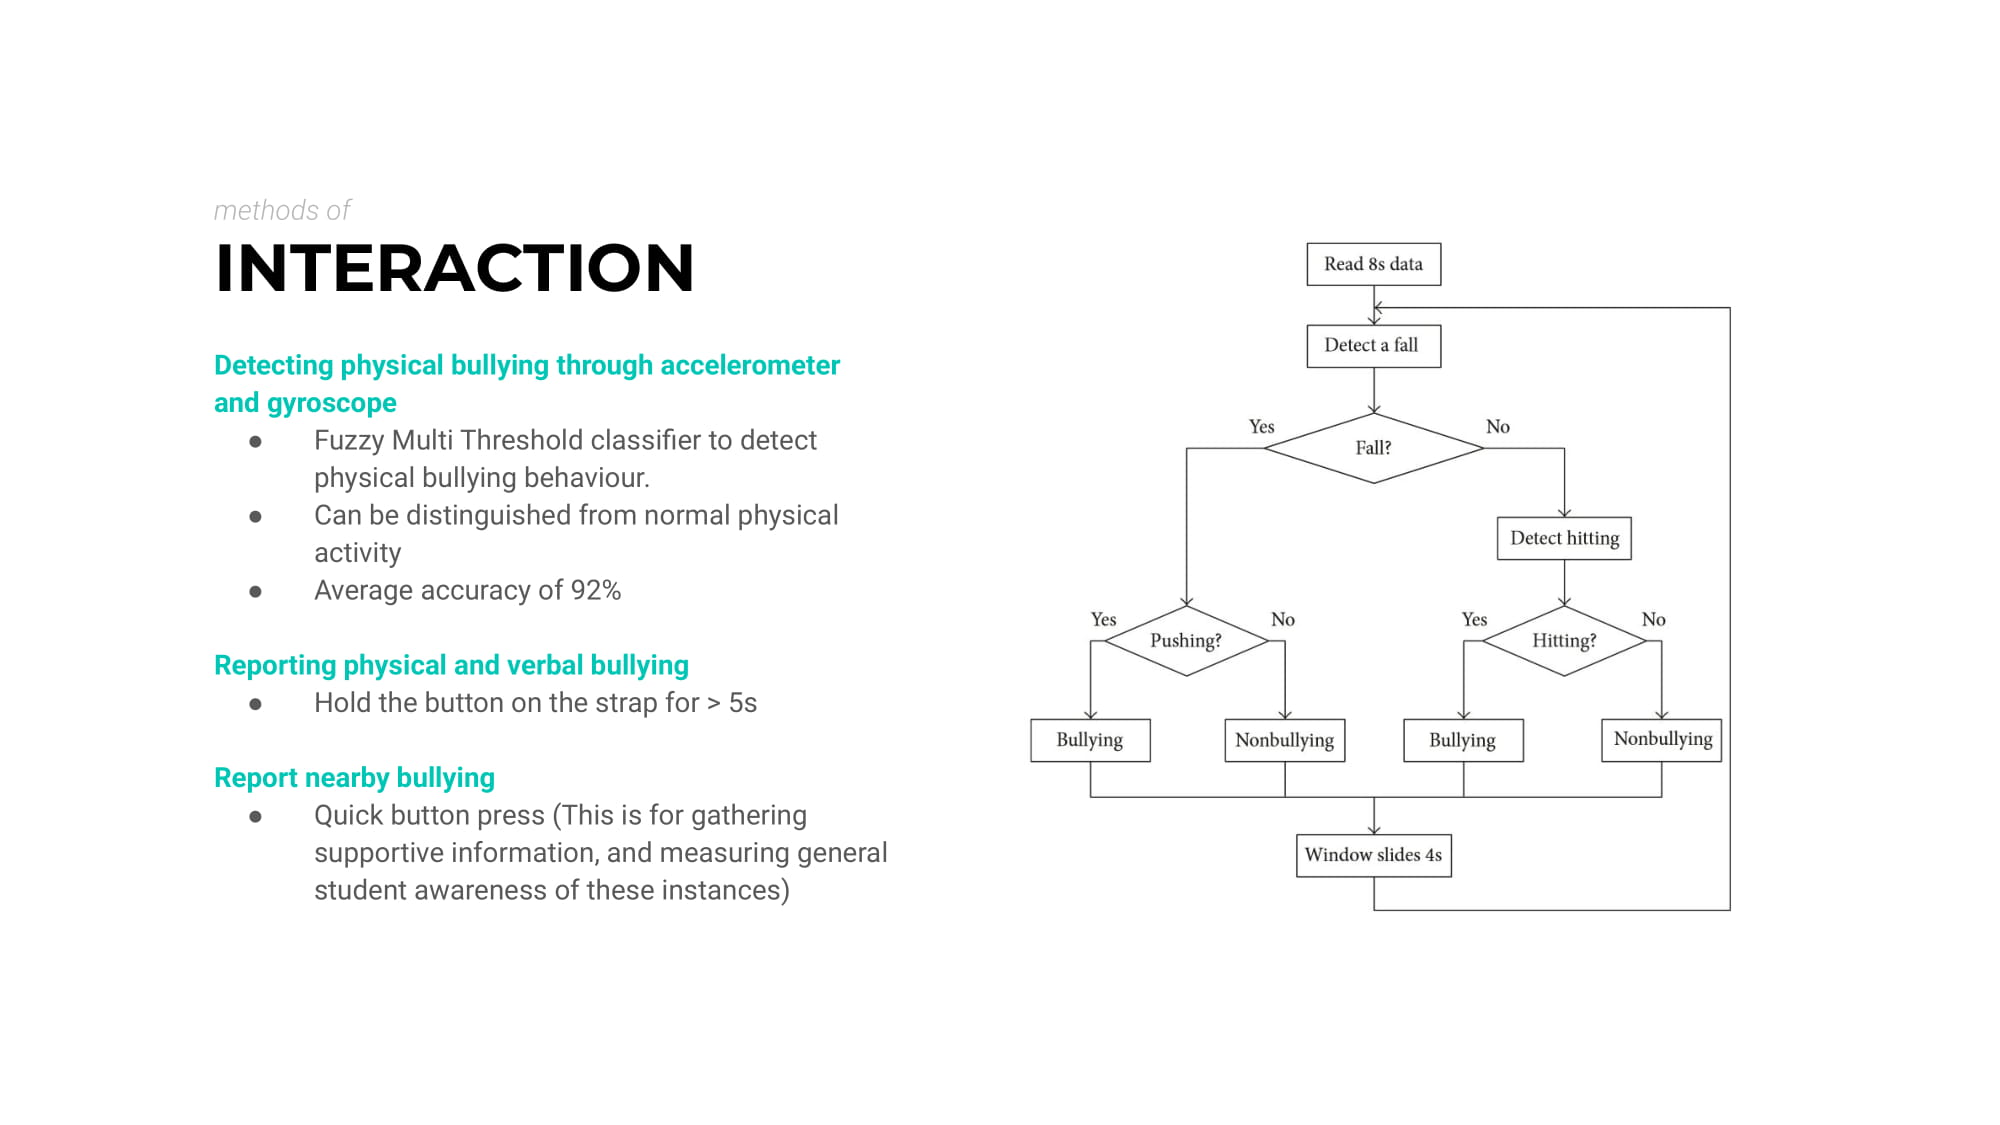 methods of
INTERACTION
Detecting physical bullying through accelerometer
and gyroscope
● Fuzzy Multi Threshold classifier to detect
physical bullying behaviour.
● Can be distinguished from normal physical
activity
● Average accuracy of 92%
Reporting physical and verbal bullying
● Hold the button on the strap for > 5s
Report nearby bullying
● Quick button press (This is for gathering
supportive information, and measuring general
student awareness of these instances)
Read 8s data
Detect a fall
Yes
No
Fall?
Detect hitting
Yes
No
Yes
No
Pushing?
Hitting?
Bullying
Nonbullying
Bullying
Nonbullying
Window slides 4s